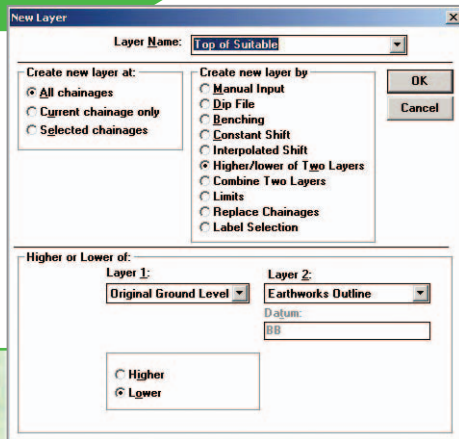 New Layer
Layer Name: Top of Suitable
Create new layer at:
All chainages
Current chainage only
Selected chainages
Create new layer by
Manual Input
Dip File
Benching
Constant Shift
Interpolated Shift
Higher/lower of Two Layers
Combine Two Layers
Limits
Replace Chainages
Label Selection
OK
Cancel
Higher or Lower of:
Layer 1:
Original Ground Level
Layer 2:
Earthworks Outline
Datum:
BB
Higher
Lower